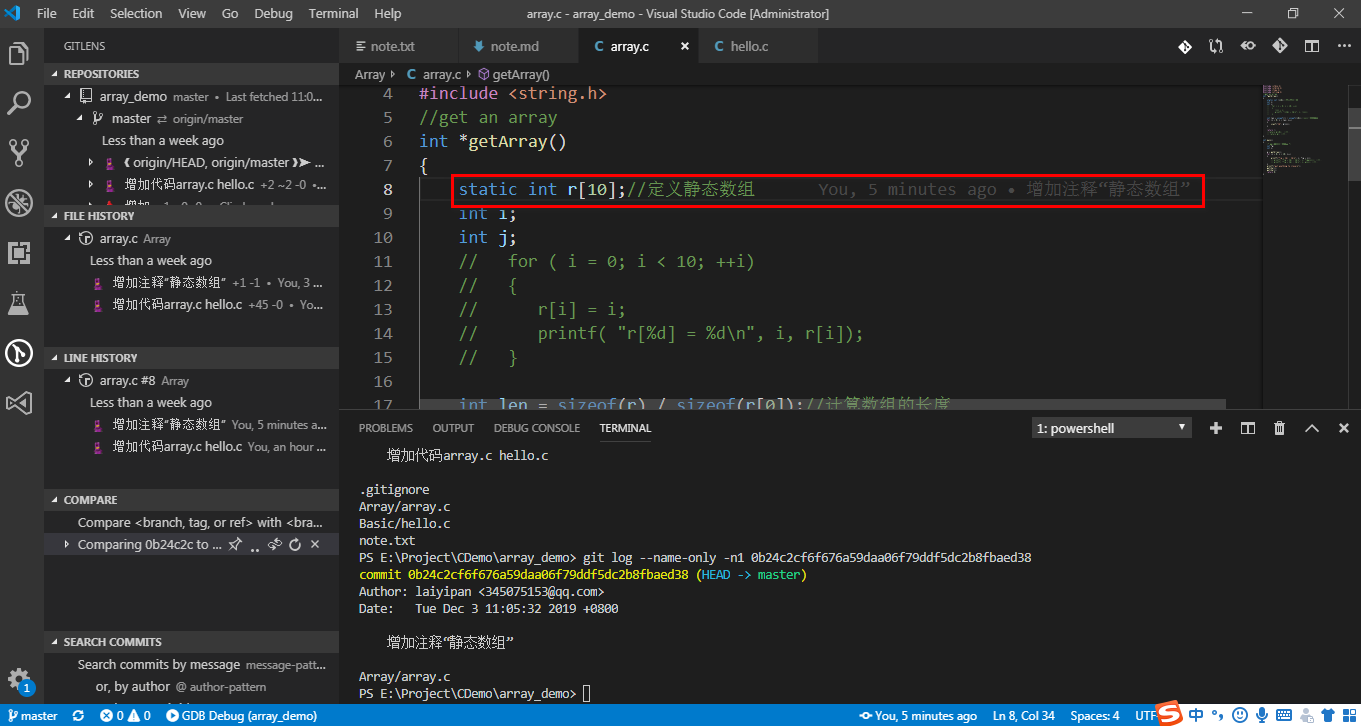 File Edit Selection View Go Debug Terminal Help array.c - array_demo - Visual Studio Code [Administrator]
GITLENS
REPOSITORIES
array_demo master • Last fetched 11:0...
master ⇄ origin/master
Less than a week ago
origin/HEAD, origin/master ...
增加代码array.c hello.c +2 ~2 -0 •...
FILE HISTORY
array.c Array
Less than a week ago
增加注释“静态数组” +1 -1 • You, 3 ...
增加代码array.c hello.c +45 -0 • Yo...
LINE HISTORY
array.c #8 Array
Less than a week ago
增加注释“静态数组” You, 5 minutes a...
增加代码array.c hello.c You, an hour ...
COMPARE
Compare <branch, tag, or ref> with <bra...
Comparing 0b24c2c to ...
SEARCH COMMITS
Search commits by message message-patt...
or, by author @ author-pattern
note.txt note.md array.c hello.c
Array array.c getArray()
4 #include <string.h>
5 //get an array
6 int *getArray()
7 {
8 static int r[10];//定义静态数组 You, 5 minutes ago • 增加注释“静态数组”
9 int i;
10 int j;
11 // for ( i = 0; i < 10; ++i)
12 // {
13 // r[i] = i;
14 // printf( "r[%d] = %d\n", i, r[i]);
15 // }
16
17 int len = sizeof(r) / sizeof(r[0]);//计算数组的长度
PROBLEMS OUTPUT DEBUG CONSOLE TERMINAL 1: powershell
增加代码array.c hello.c
.gitignore
Array/array.c
Basic/hello.c
note.txt
PS E:\Project\CDemo\array_demo> git log --name-only -n1 0b24c2cf6f676a59daa06f79ddf5dc2b8fbaed38
commit 0b24c2cf6f676a59daa06f79ddf5dc2b8fbaed38 (HEAD -> master)
Author: laiyipan <345075153@qq.com>
Date: Tue Dec 3 11:05:32 2019 +0800
增加注释“静态数组”
Array/array.c
PS E:\Project\CDemo\array_demo>
1
master 0 0 GDB Debug (array_demo) You, 5 minutes ago Ln 8, Col 34 Spaces: 4 UTF 中